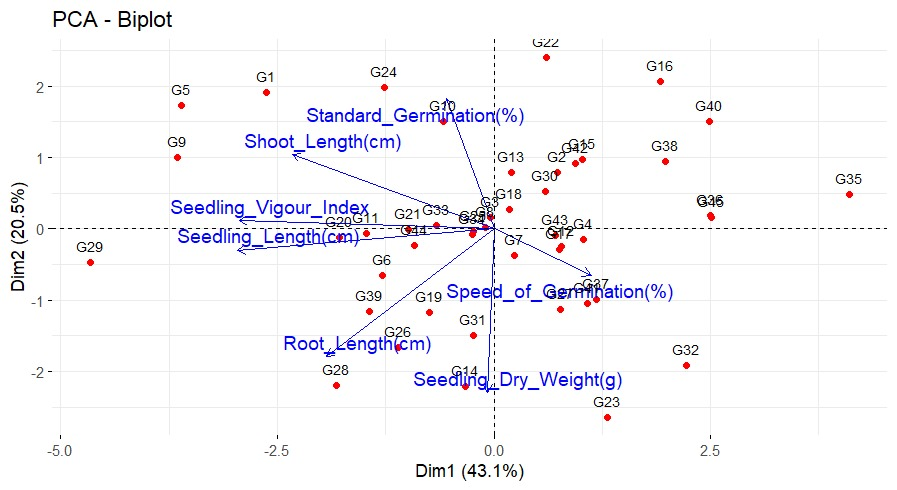 PCA - Biplot
G22
G16
G24
G1
G5
G10
G40
Standard_Germination(%)
Shoot_Length(cm)
G15
G42
G38
G9
G2
G13
G30
G35
G18
G3
Seedling_Vigour_Index
G33
G21
G11
G20
G43
G4
Seedling_Length(cm)
G44
G7
G29
G6
G37
Speed_of_Germination(%)
G39
G19
G31
G26
Root_Length(cm)
G32
G28
G14
Seedling_Dry_Weight(g)
G23
2
1
0
-1
-2
Dim2 (20.5%)
-5.0
-2.5
0.0
2.5
Dim1 (43.1%)